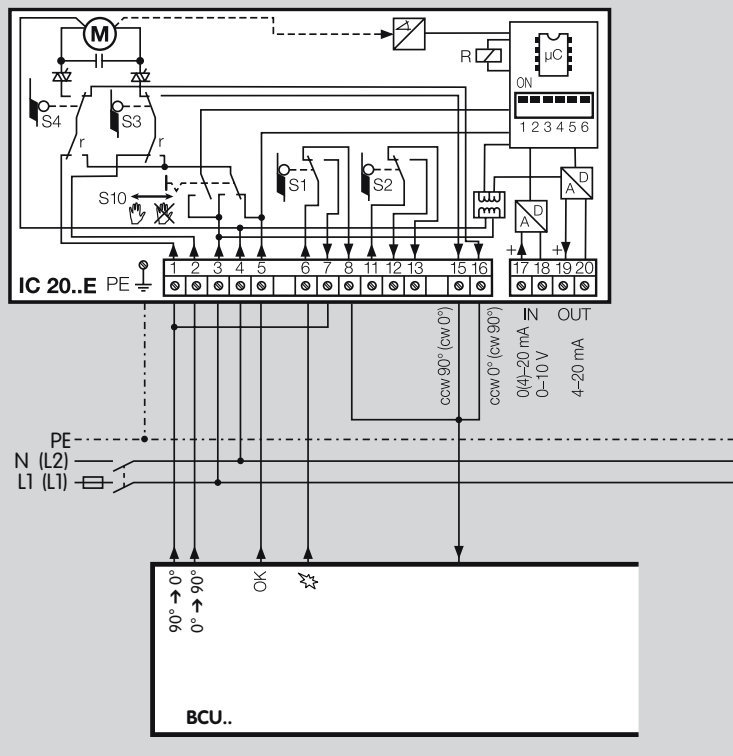 M
R
µC
ON
1 2 3 4 5 6
S4
S3
r
r
S10
S1
S2
A D
A D
+
+
IC 20..E PE
1 2 3 4 5 6 7 8 11 12 13 15 16 17 18 19 20
ccw 90° (cw 0°)
ccw 0° (cw 90°)
IN
0(4)–20 mA
0–10 V
OUT
4–20 mA
PE
N (L2)
L1 (L1)
90° → 0°
0° → 90°
OK
BCU..